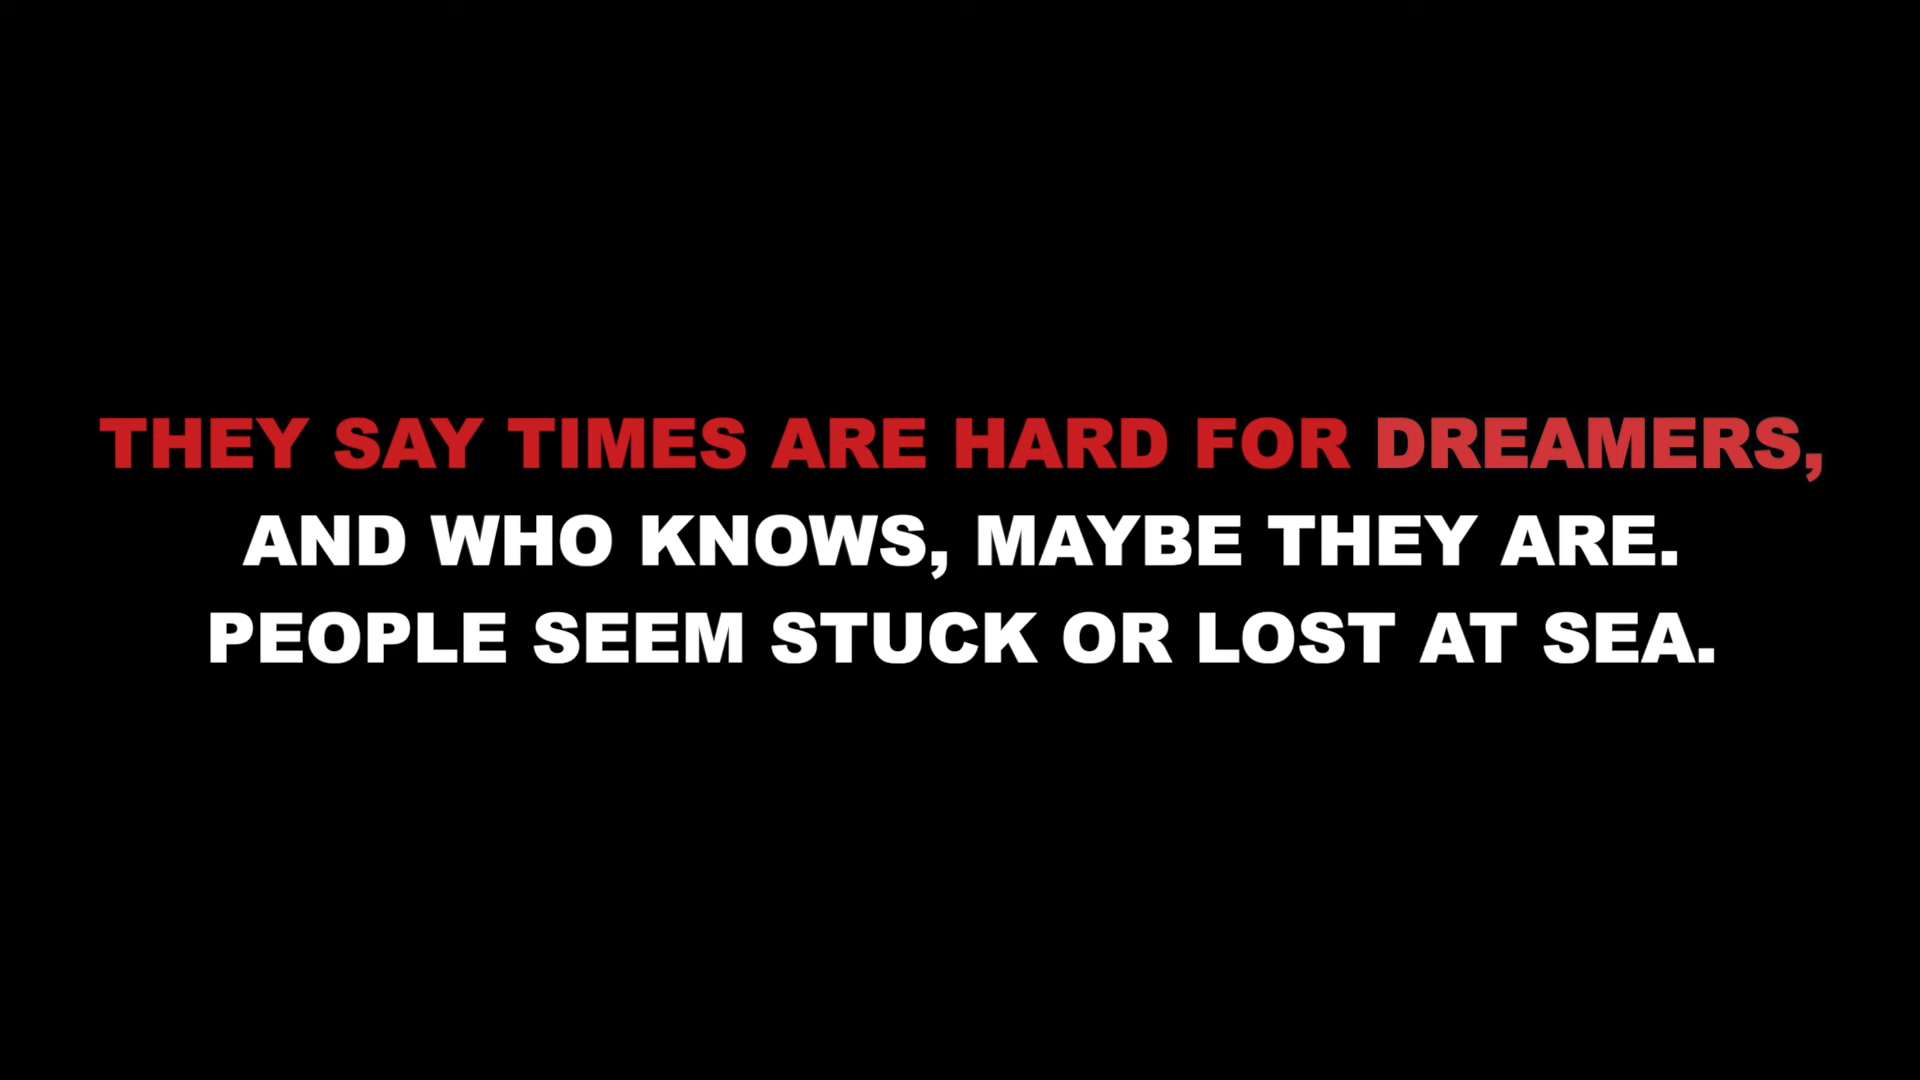 THEY SAY TIMES ARE HARD FOR DREAMERS,
AND WHO KNOWS, MAYBE THEY ARE.
PEOPLE SEEM STUCK OR LOST AT SEA.